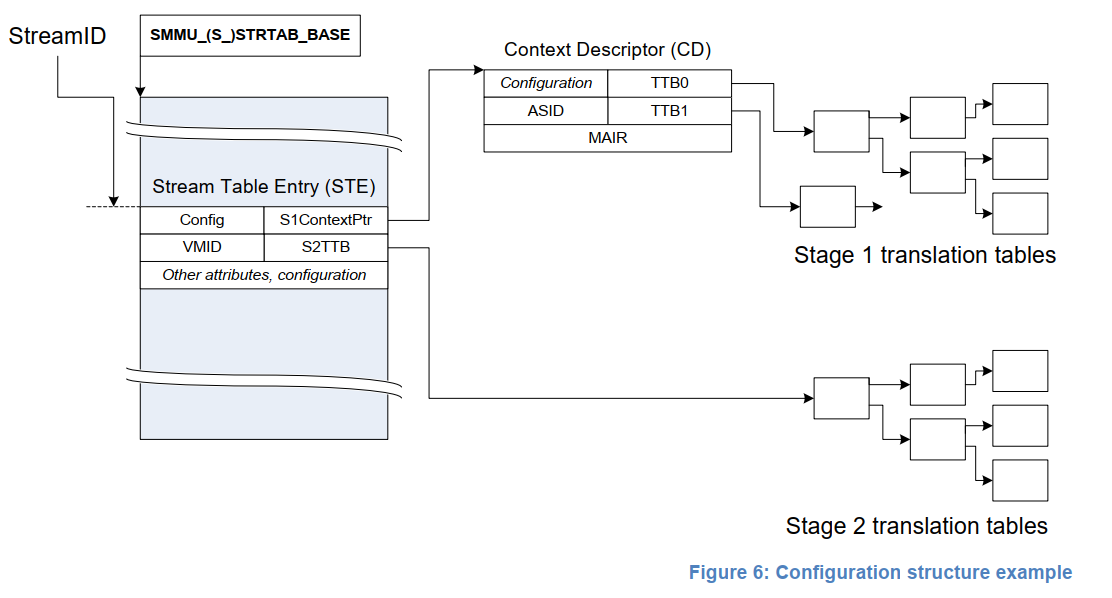 StreamID
SMMU_(S_)STRTAB_BASE
Context Descriptor (CD)
Configuration TTB0
ASID TTB1
MAIR
Stream Table Entry (STE)
Config S1ContextPtr
VMID S2TTB
Other attributes, configuration
Stage 1 translation tables
Stage 2 translation tables
Figure 6: Configuration structure example